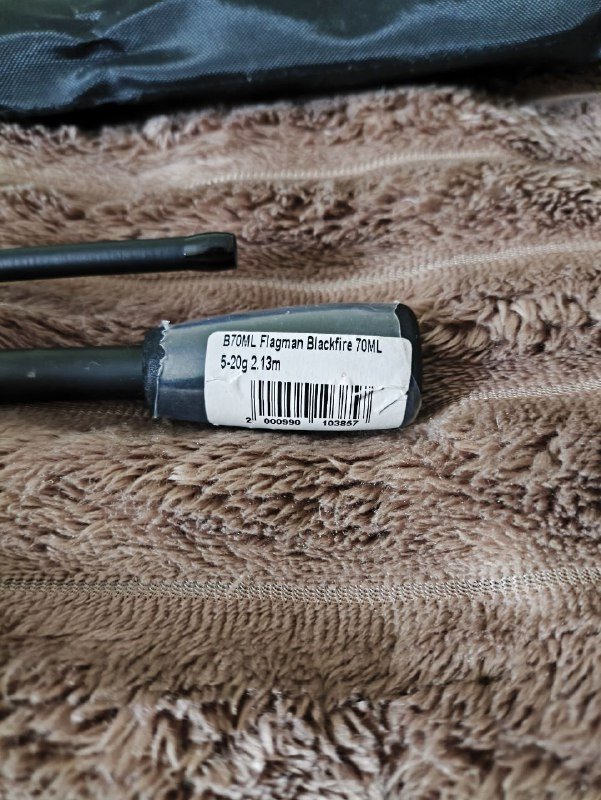 B70ML Flagman Blackfire 70ML
5-20g 2.13m
2 000990 103857